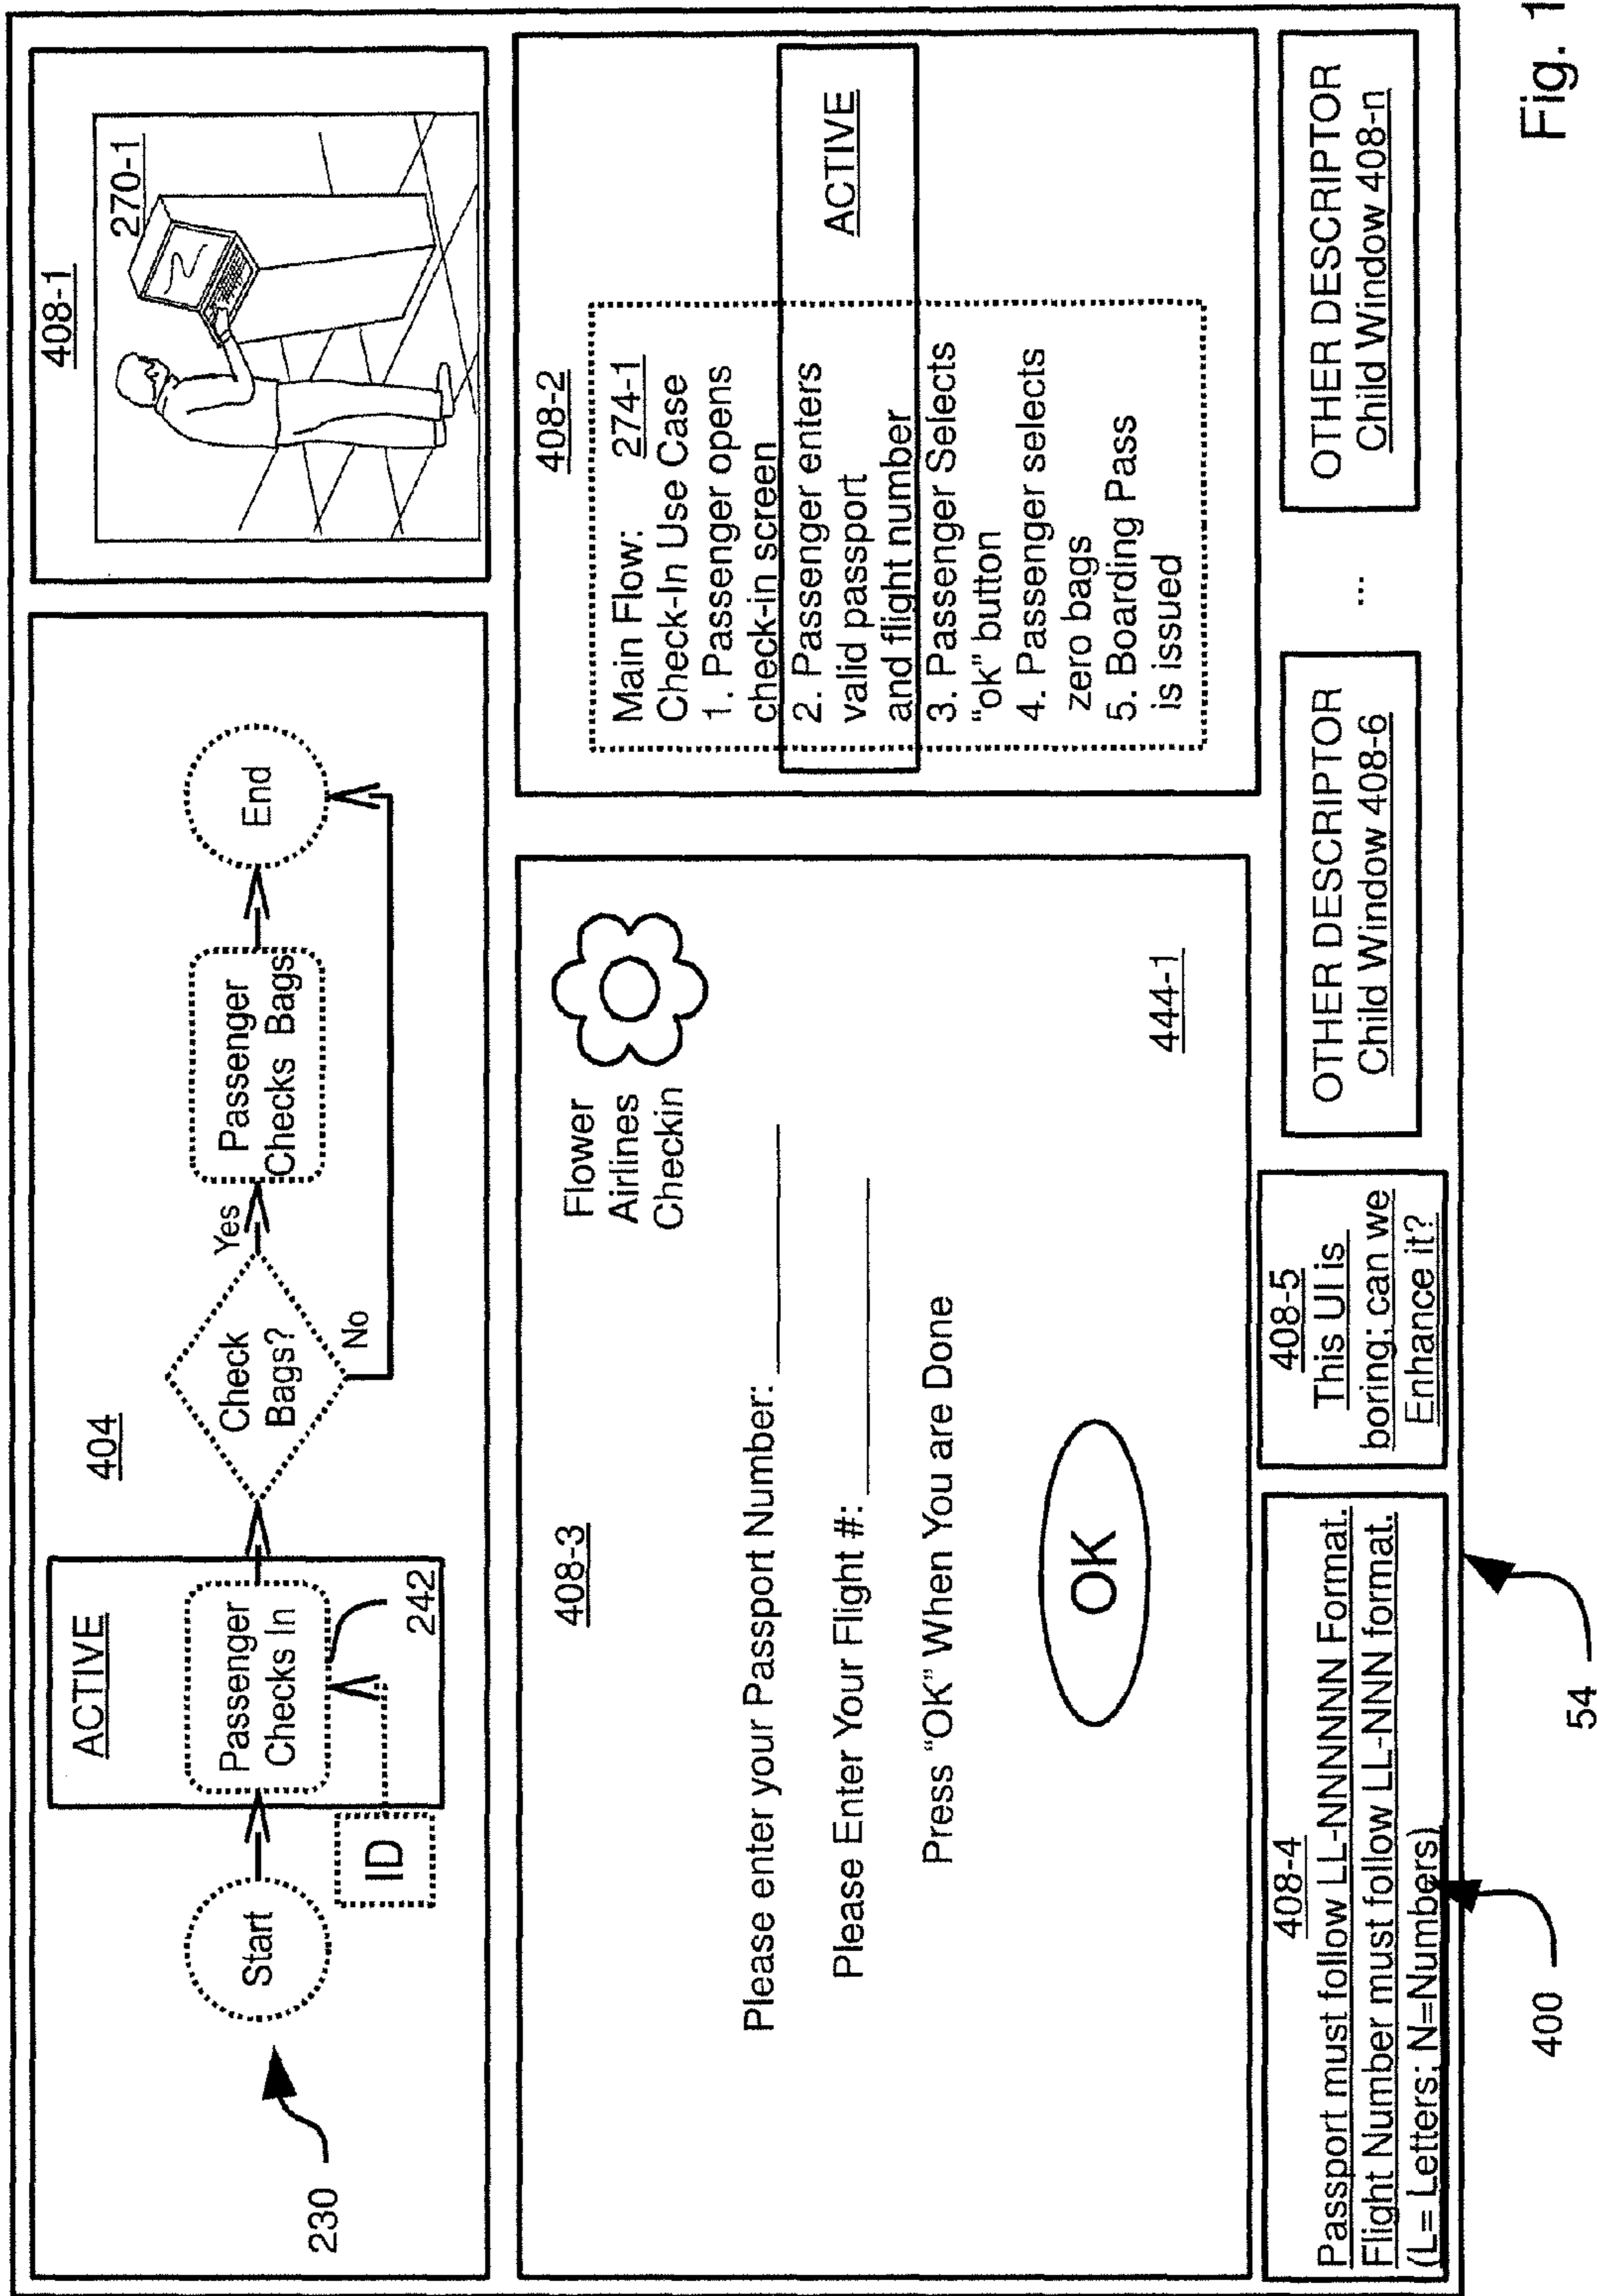 404
ACTIVE
Start
Passenger
Checks In
ID
242
Check
Bags?
Yes
No
Passenger
Checks Bags
End
230
408-1
270-1
408-3
Flower
Airlines
Checkin
Please enter your Passport Number:
Please Enter Your Flight #:
Press "OK" When You are Done
OK
444-1
408-2
Main Flow: 274-1
Check-In Use Case
1. Passenger opens
check-in screen
2. Passenger enters
valid passport
and flight number
ACTIVE
3. Passenger Selects
"ok" button
4. Passenger selects
zero bags
5. Boarding Pass
is issued
408-4
Passport must follow LL-NNNNNN Format.
Flight Number must follow LL-NNN format.
(L= Letters; N=Numbers)
408-5
This UI is
boring; can we
Enhance it?
OTHER DESCRIPTOR
Child Window 408-6
...
OTHER DESCRIPTOR
Child Window 408-n
400
54
Fig. 1